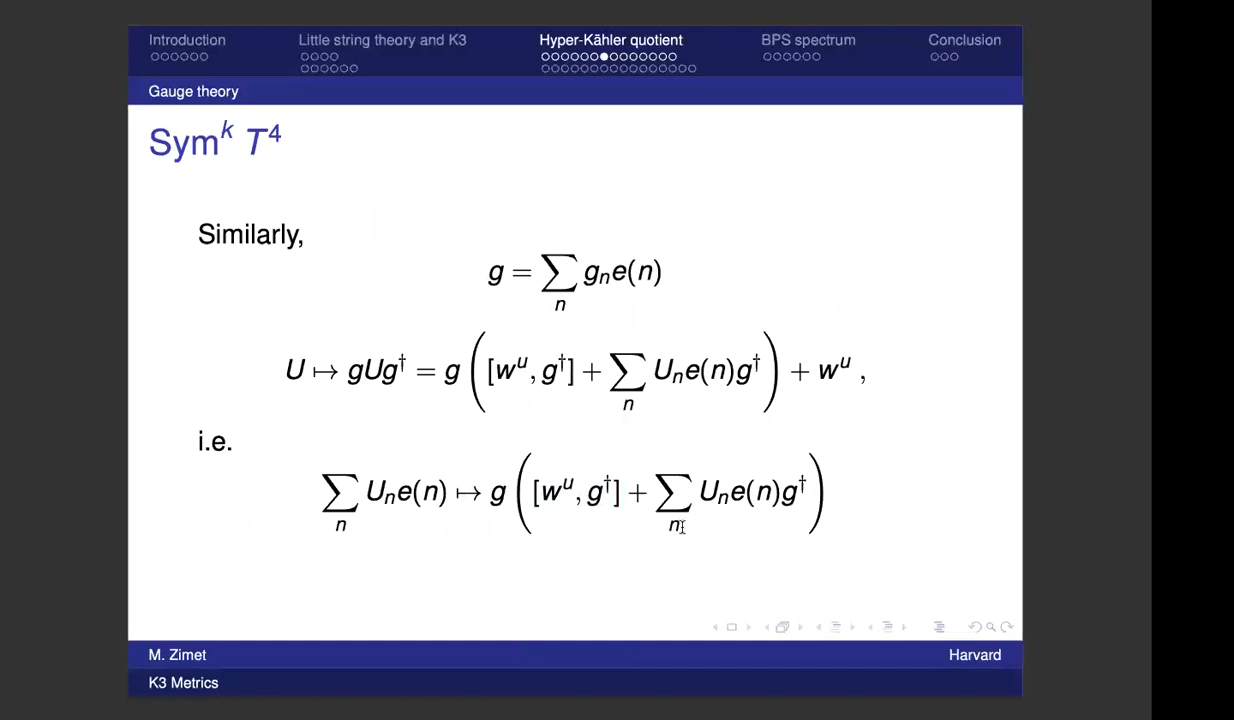 Introduction Little string theory and K3 Hyper-Kähler quotient BPS spectrum Conclusion
Gauge theory
Sym^k T^4
Similarly,
g = ∑_n g_n e(n)
U ↦ gUg† = g ([w^u, g†] + ∑_n U_n e(n)g†) + w^u ,
i.e.
∑_n U_n e(n) ↦ g ([w^u, g†] + ∑_n U_n e(n)g†)
M. Zimet Harvard
K3 Metrics